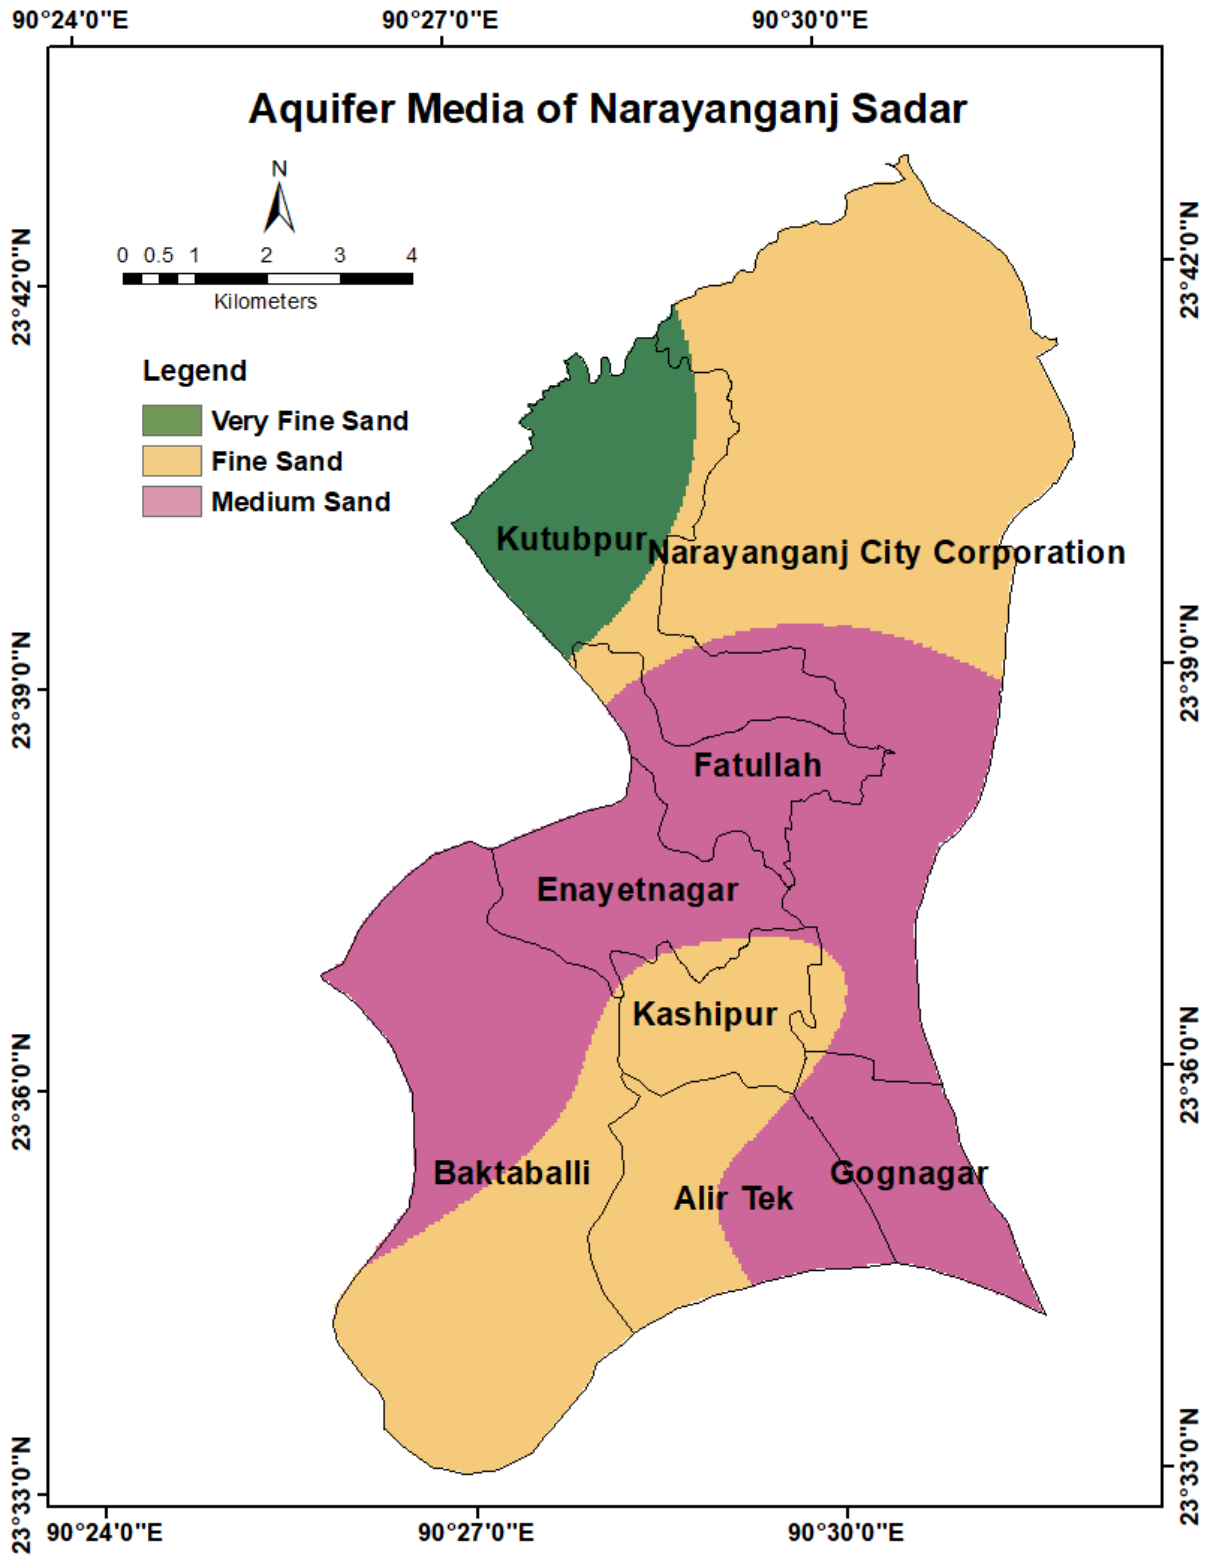 90°24'0"E 90°27'0"E 90°30'0"E
Aquifer Media of Narayanganj Sadar
N
0 0.5 1 2 3 4
Kilometers
23°42'0"N
23°42'0"N
Legend
Very Fine Sand
Fine Sand
Medium Sand
Kutubpur
Narayanganj City Corporation
23°39'0"N
23°39'0"N
Fatullah
Enayetnagar
Kashipur
23°36'0"N
23°36'0"N
Baktaballi
Gognagar
Alir Tek
23°33'0"N
23°33'0"N
90°24'0"E 90°27'0"E 90°30'0"E